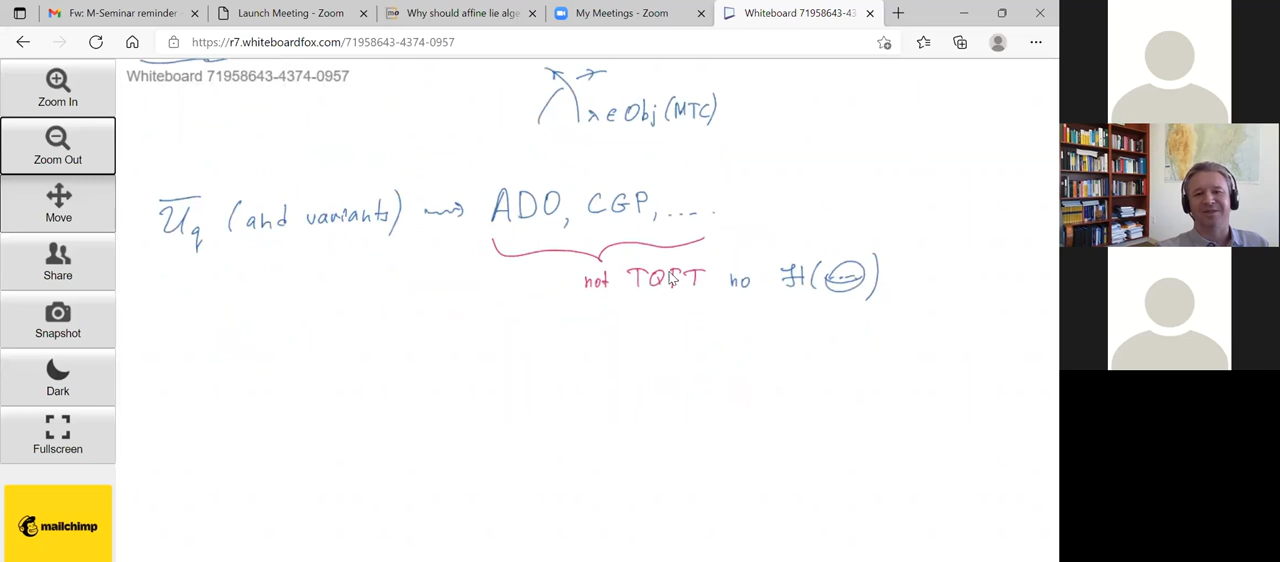 Fw: M-Seminar reminder
Launch Meeting - Zoom
Why should affine lie alge
My Meetings - Zoom
Whiteboard 71958643-43
https://r7.whiteboardfox.com/71958643-4374-0957
Whiteboard 71958643-4374-0957
Zoom In
Zoom Out
Move
Share
Snapshot
Dark
Fullscreen
mailchimp
λ ∈ Obj (MTC)
U̅q (and variants) ⟿ ADO, CGP, ....
not TQFT no ℋ( )